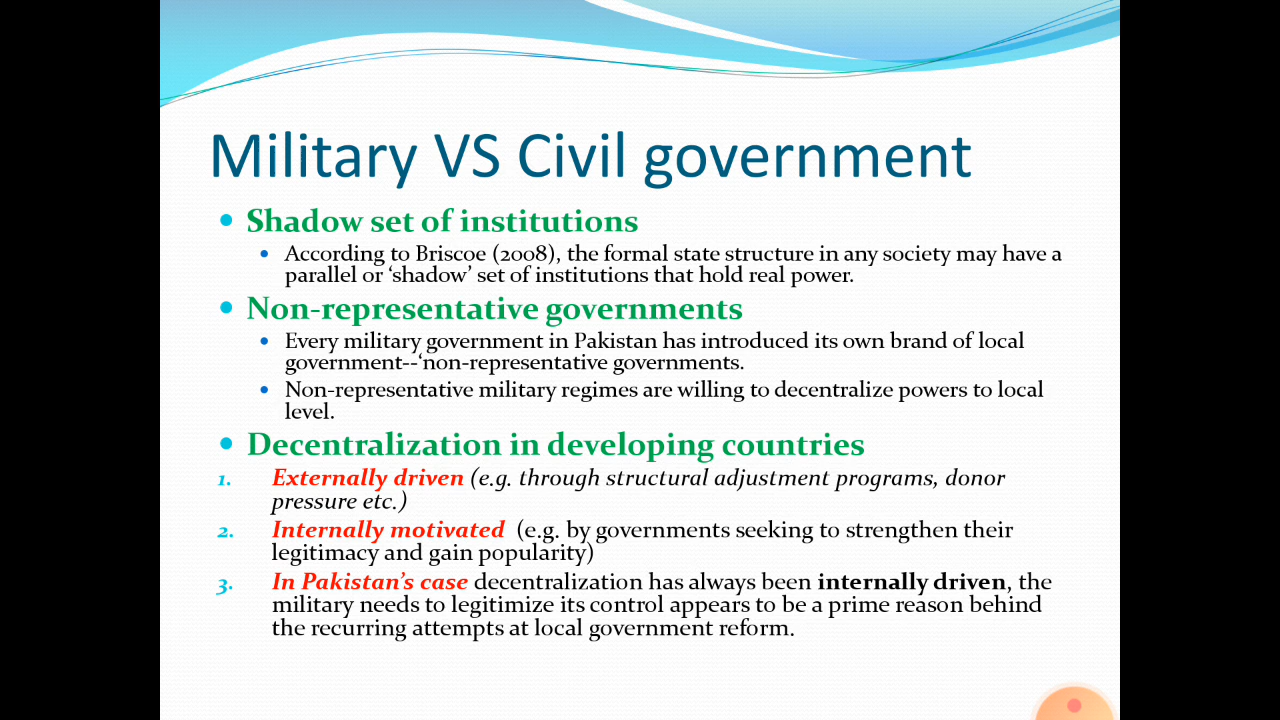 Military VS Civil government
• Shadow set of institutions
• According to Briscoe (2008), the formal state structure in any society may have a
parallel or ‘shadow’ set of institutions that hold real power.
• Non-representative governments
• Every military government in Pakistan has introduced its own brand of local
government--‘non-representative governments.
• Non-representative military regimes are willing to decentralize powers to local
level.
• Decentralization in developing countries
1. Externally driven (e.g. through structural adjustment programs, donor
pressure etc.)
2. Internally motivated (e.g. by governments seeking to strengthen their
legitimacy and gain popularity)
3. In Pakistan’s case decentralization has always been internally driven, the
military needs to legitimize its control appears to be a prime reason behind
the recurring attempts at local government reform.